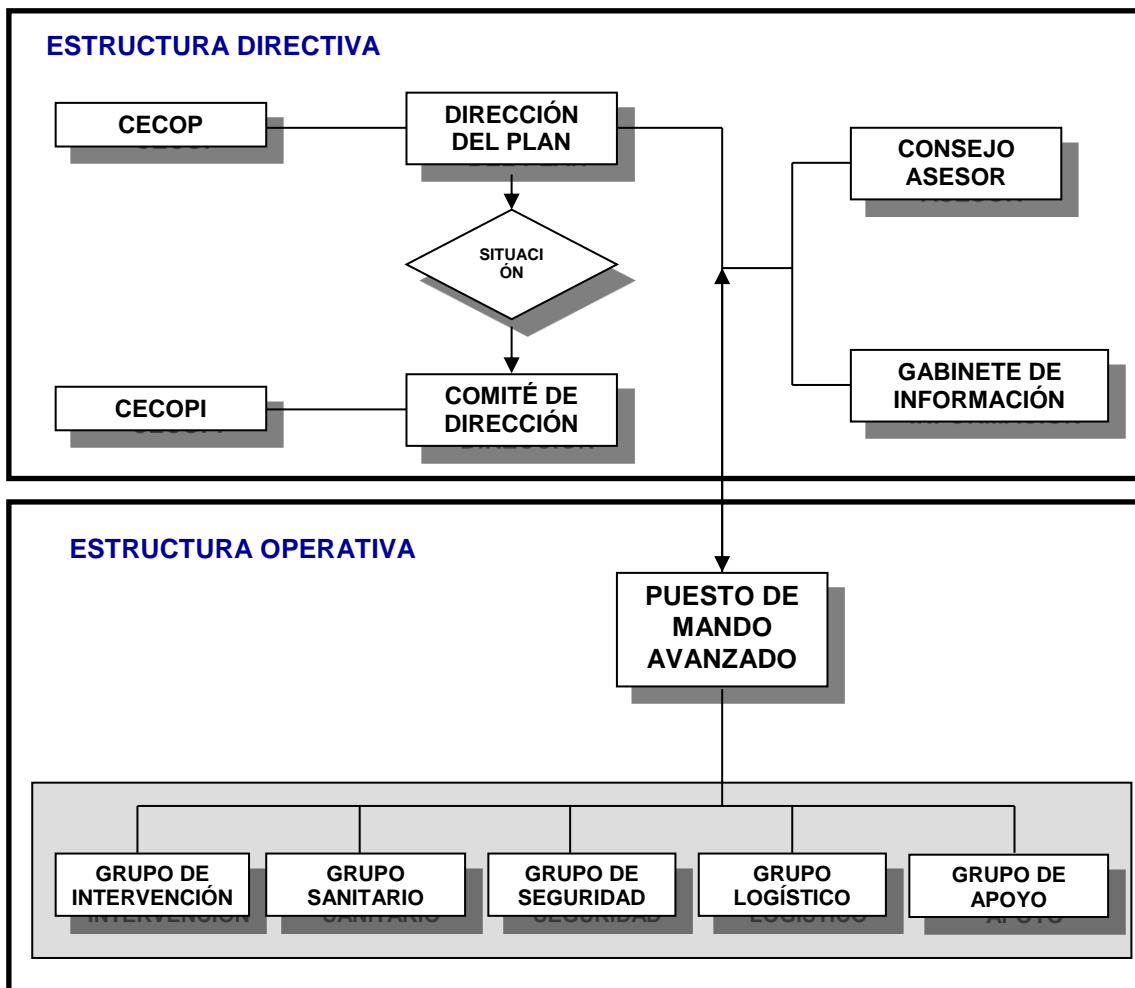 ESTRUCTURA DIRECTIVA
CECOP
DIRECCIÓN
DEL PLAN
CONSEJO
ASESOR
SITUACI
ÓN
CECOPI
COMITÉ DE
DIRECCIÓN
GABINETE DE
INFORMACIÓN
ESTRUCTURA OPERATIVA
PUESTO DE
MANDO
AVANZADO
GRUPO DE
INTERVENCIÓN
GRUPO
SANITARIO
GRUPO DE
SEGURIDAD
GRUPO
LOGÍSTICO
GRUPO DE
APOYO